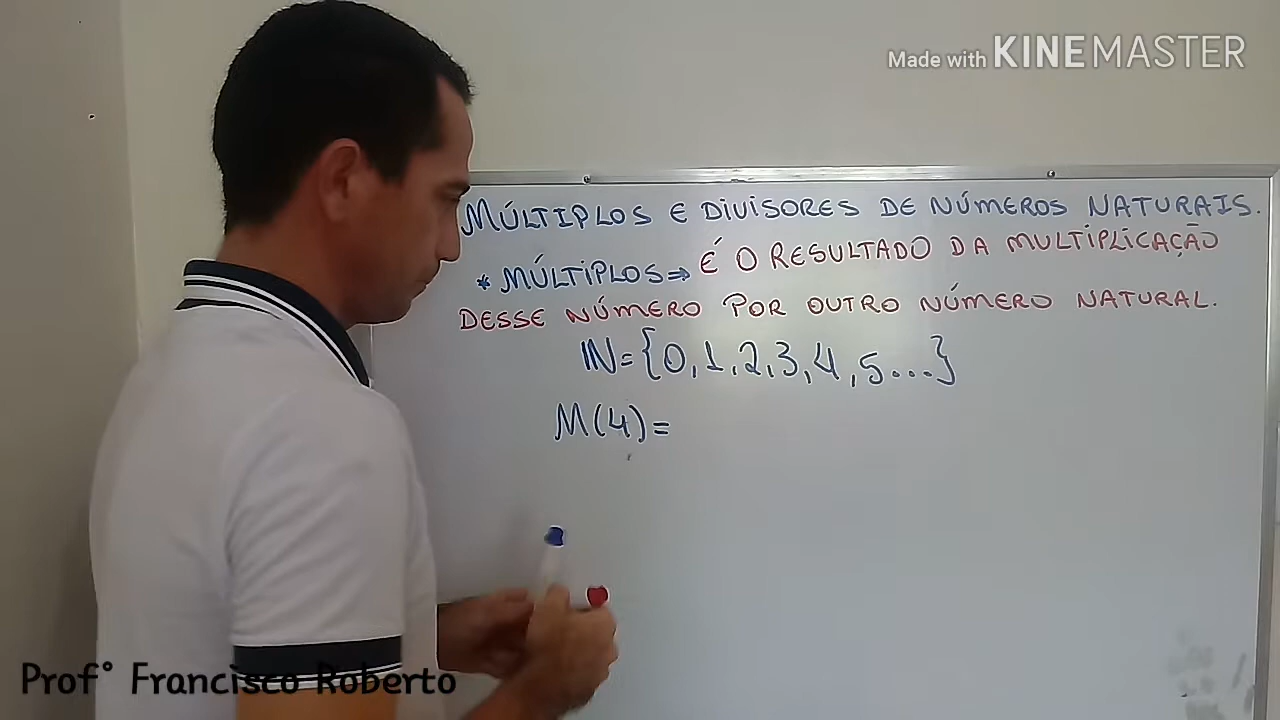 Made with KINEMASTER
MÚLTIPLOS E DIVISORES DE NÚMEROS NATURAIS.
* MÚLTIPLOS ⇒ É O RESULTADO DA MULTIPLICAÇÃO
DESSE NÚMERO POR OUTRO NÚMERO NATURAL.
ℕ={0,1,2,3,4,5...}
M(4)=
Prof° Francisco Roberto